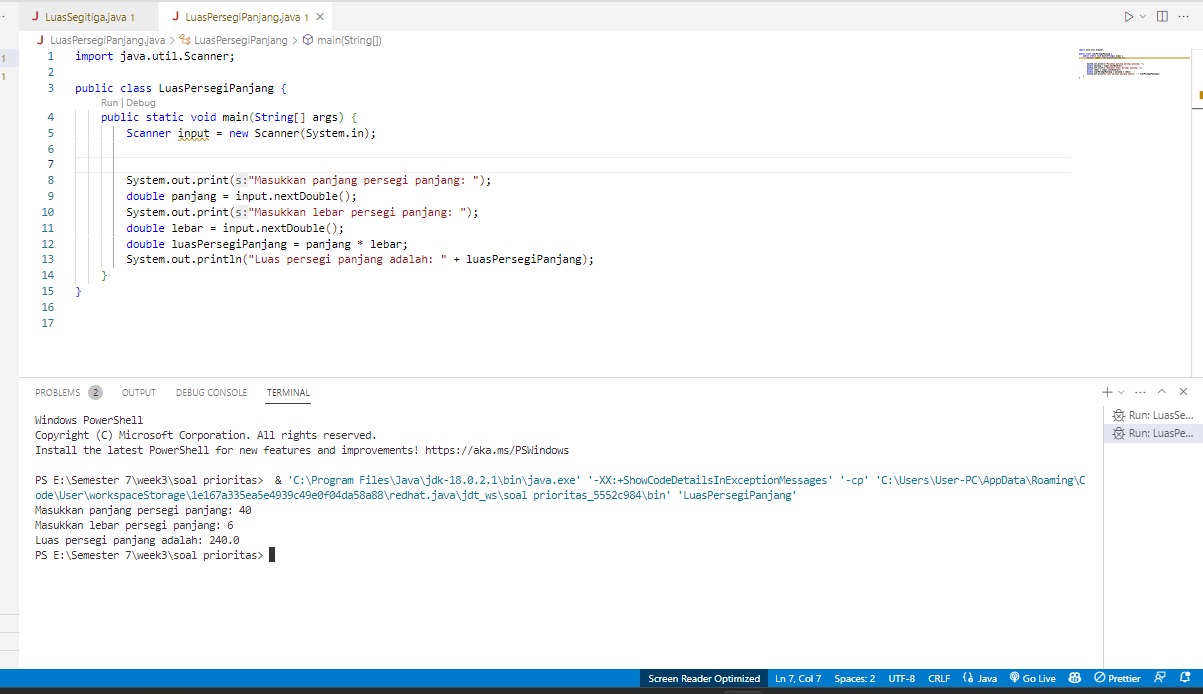 LuasSegitiga.java 1
LuasPersegiPanjang.java 1
LuasPersegiPanjang.java > LuasPersegiPanjang > main(String[])
1
1
1 import java.util.Scanner;
2
3 public class LuasPersegiPanjang {
Run | Debug
4 public static void main(String[] args) {
5 Scanner input = new Scanner(System.in);
6
7
8 System.out.print(s:"Masukkan panjang persegi panjang: ");
9 double panjang = input.nextDouble();
10 System.out.print(s:"Masukkan lebar persegi panjang: ");
11 double lebar = input.nextDouble();
12 double luasPersegiPanjang = panjang * lebar;
13 System.out.println("Luas persegi panjang adalah: " + luasPersegiPanjang);
14 }
15 }
16
17
PROBLEMS 2 OUTPUT DEBUG CONSOLE TERMINAL
Run: LuasSe...
Run: LuasPe...
Windows PowerShell
Copyright (C) Microsoft Corporation. All rights reserved.
Install the latest PowerShell for new features and improvements! https://aka.ms/PSWindows
PS E:\Semester 7\week3\soal prioritas> & 'C:\Program Files\Java\jdk-18.0.2.1\bin\java.exe' '-XX:+ShowCodeDetailsInExceptionMessages' '-cp' 'C:\Users\User-PC\AppData\Roaming\C
ode\User\workspaceStorage\1e167a335ea5e4939c49e0f04da58a88\redhat.java\jdt_ws\soal prioritas_5552c984\bin' 'LuasPersegiPanjang'
Masukkan panjang persegi panjang: 40
Masukkan lebar persegi panjang: 6
Luas persegi panjang adalah: 240.0
PS E:\Semester 7\week3\soal prioritas>
Screen Reader Optimized Ln 7, Col 7 Spaces: 2 UTF-8 CRLF {} Java Go Live Prettier